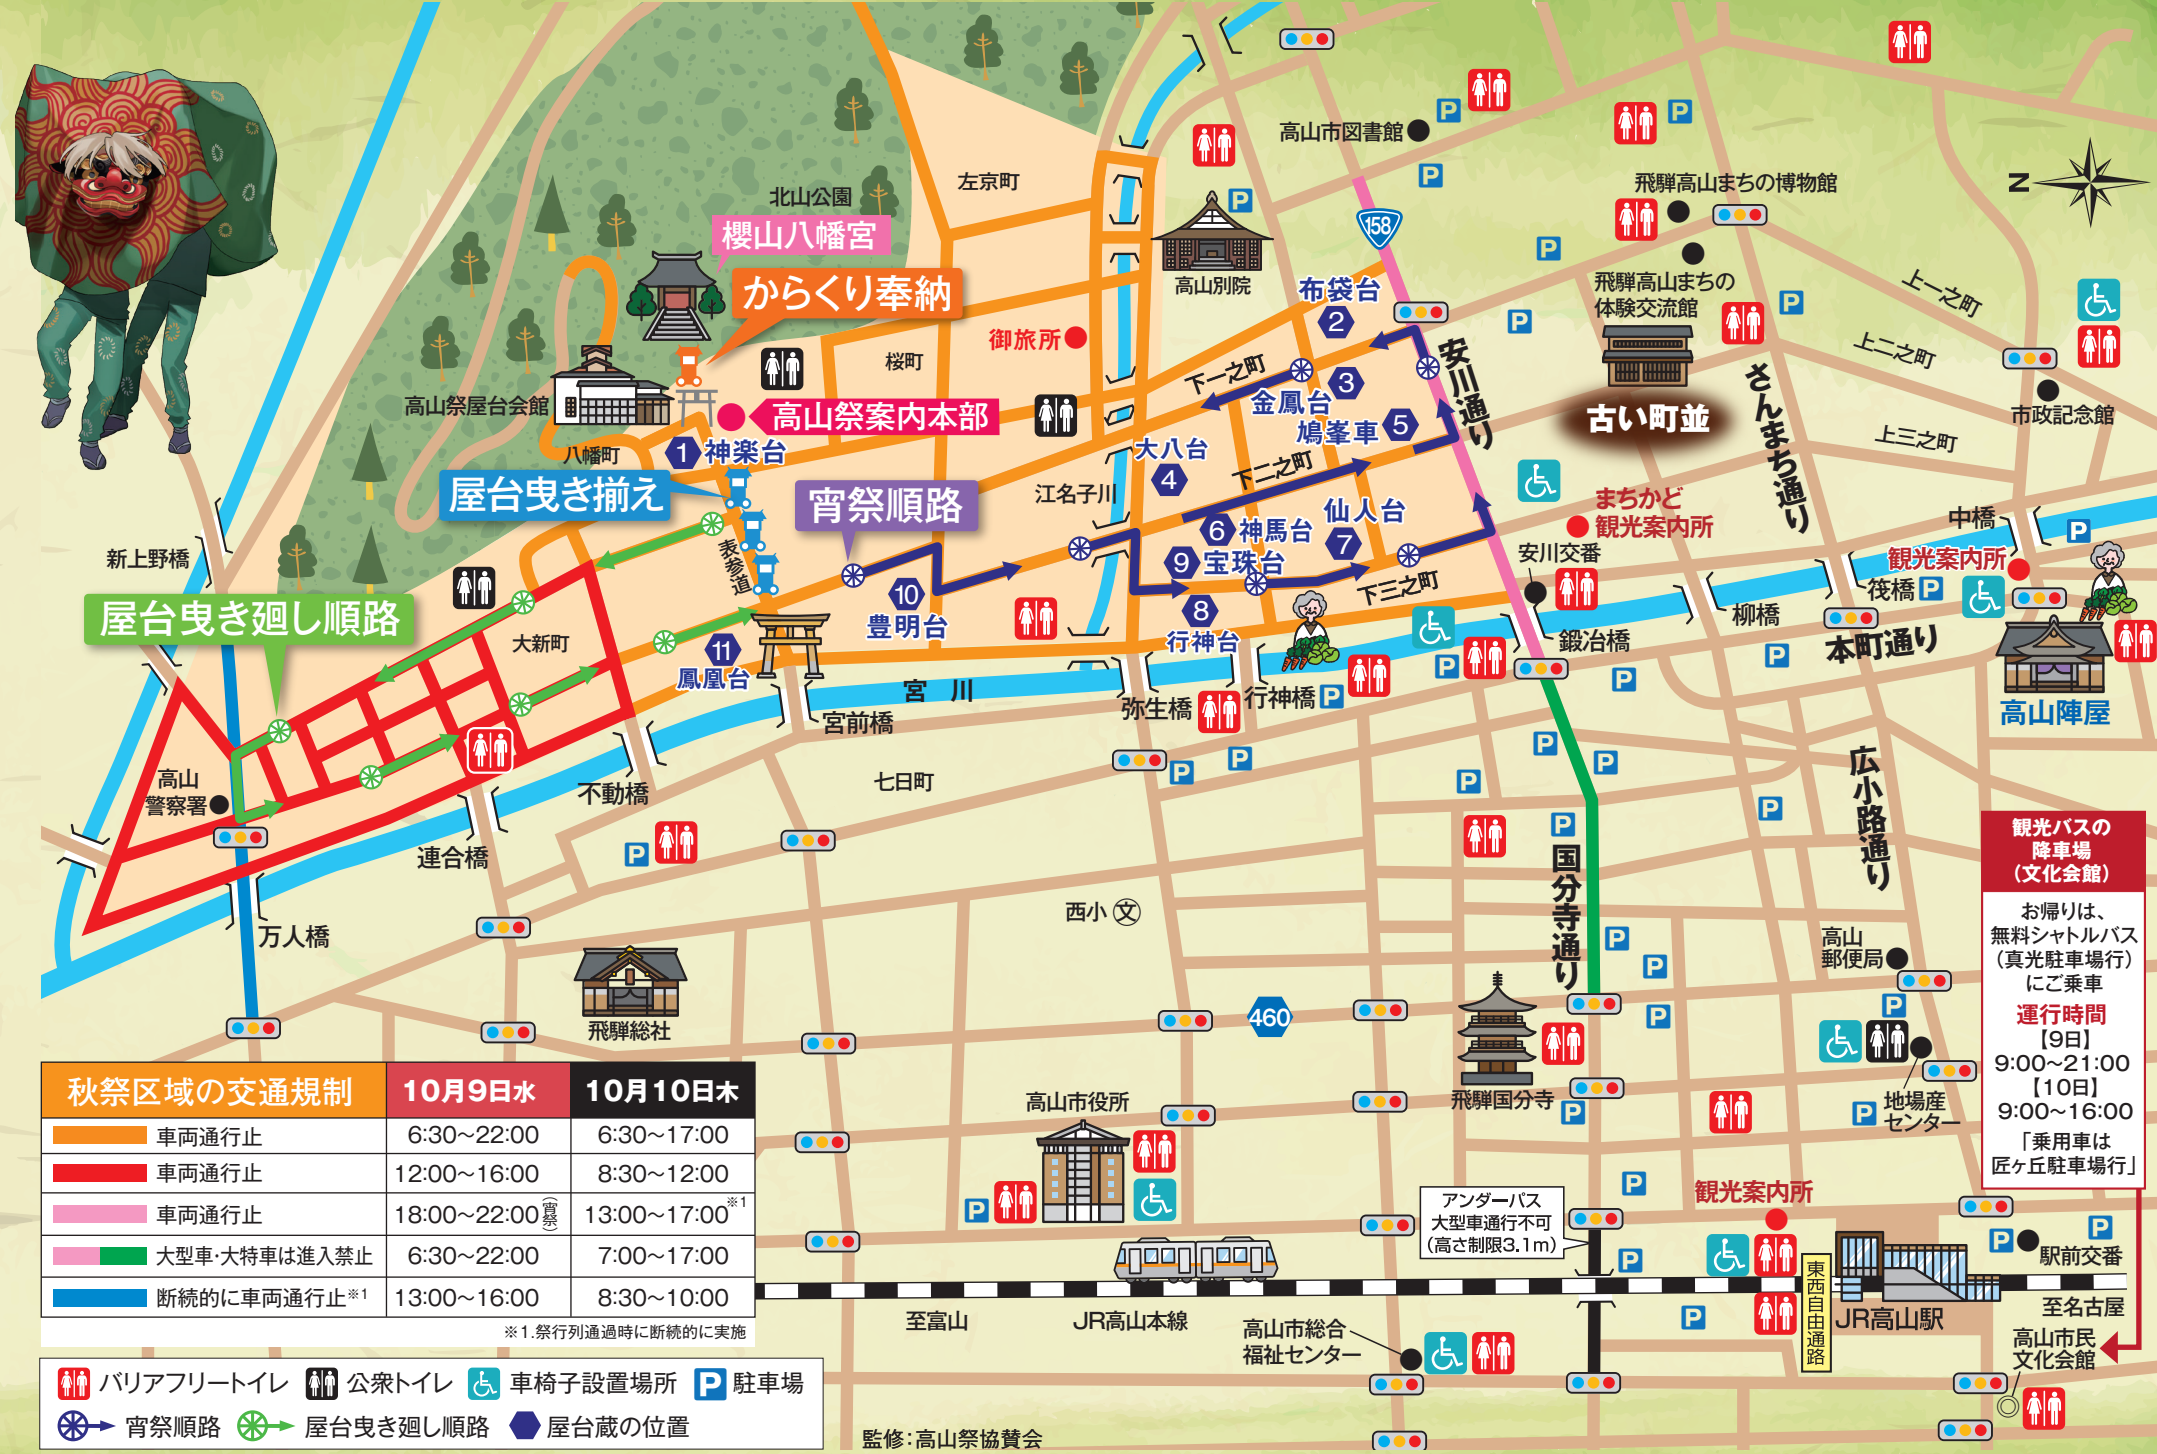 高山市図書館
飛騨高山まちの博物館
158
N
左京町
北山公園
櫻山八幡宮
からくり奉納
高山別院
布袋台
2
飛騨高山まちの
体験交流館
上一之町
御旅所
桜町
下一之町
3
金鳳台
安川通り
上二之町
さんまち通り
市政記念館
高山祭屋台会館
高山祭案内本部
鳩峯車
5
古い町並
上三之町
八幡町
1
神楽台
大八台
4
下二之町
屋台曳き揃え
宵祭順路
江名子川
仙人台
7
6
神馬台
まちかど
観光案内所
中橋
新上野橋
表参道
9
宝珠台
安川交番
観光案内所
10
豊明台
8
行神台
下三之町
筏橋
柳橋
屋台曳き廻し順路
大新町
11
鳳凰台
鍛冶橋
本町通り
宮川
弥生橋
行神橋
宮前橋
高山陣屋
高山
警察署
不動橋
七日町
広小路通り
連合橋
国分寺通り
万人橋
西小
文
高山
郵便局
観光バスの
降車場
(文化会館)
お帰りは、
無料シャトルバス
(真光駐車場行)
にご乗車
運行時間
【9日】
9:00~21:00
【10日】
9:00~16:00
「乗用車は
匠ヶ丘駐車場行」
飛騨総社
460
飛騨国分寺
地場産
センター
高山市役所
秋祭区域の交通規制 10月9日水 10月10日木
車両通行止 6:30~22:00 6:30~17:00
車両通行止 12:00~16:00 8:30~12:00
車両通行止 18:00~22:00(宵祭) 13:00~17:00※1
大型車・大特車は進入禁止 6:30~22:00 7:00~17:00
断続的に車両通行止※1 13:00~16:00 8:30~10:00
※1.祭行列通過時に断続的に実施
アンダーパス
大型車通行不可
(高さ制限3.1m)
観光案内所
駅前交番
東西自由通路
JR高山駅
至名古屋
至富山
JR高山本線
高山市総合
福祉センター
高山市民
文化会館
バリアフリートイレ 公衆トイレ 車椅子設置場所 P 駐車場
宵祭順路 屋台曳き廻し順路 屋台蔵の位置
監修:高山祭協賛会